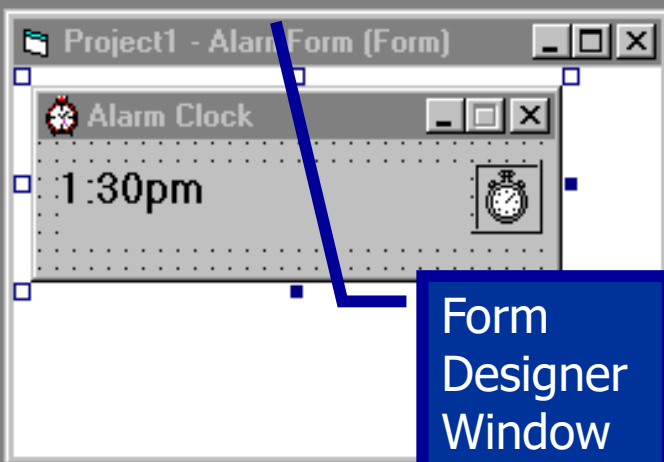 Project1 - AlarmForm (Form)
Alarm Clock
1:30pm
Form
Designer
Window